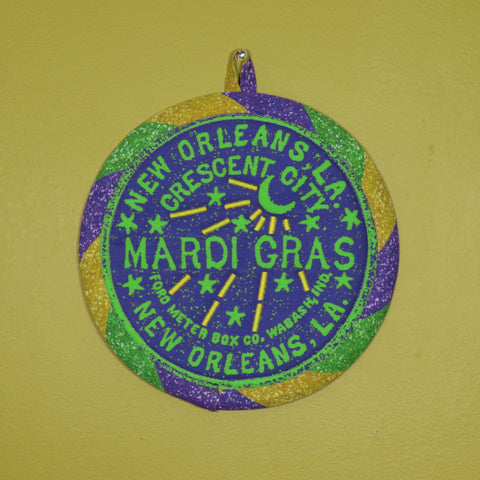 NEW ORLEANS, LA.
CRESCENT CITY
MARDI GRAS
FORD METER BOX CO. WABASH, IND.
NEW ORLEANS, LA.